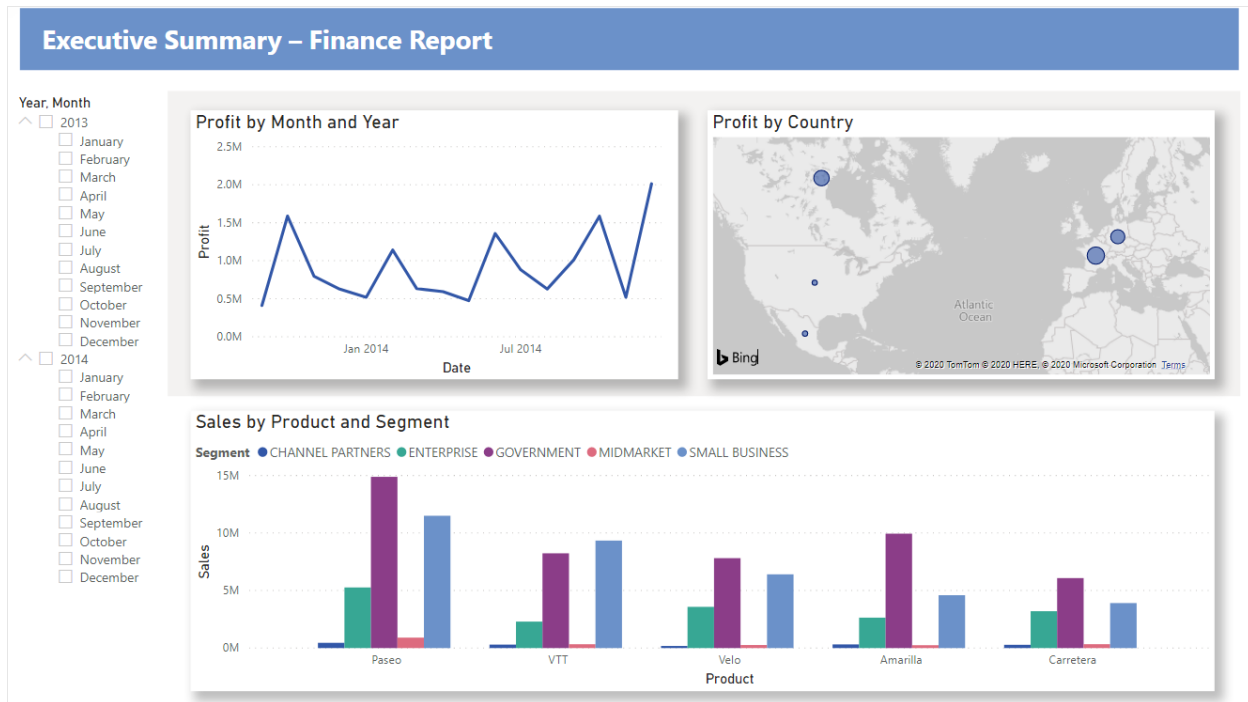 Executive Summary – Finance Report
Year, Month
2013
January
February
March
April
May
June
July
August
September
October
November
December
2014
January
February
March
April
May
June
July
August
September
October
November
December
Profit by Month and Year
2.5M
2.0M
1.5M
1.0M
0.5M
0.0M
Profit
Jan 2014 Jul 2014
Date
Profit by Country
Atlantic
Ocean
Bing
© 2020 TomTom © 2020 HERE, © 2020 Microsoft Corporation Terms
Sales by Product and Segment
Segment CHANNEL PARTNERS ENTERPRISE GOVERNMENT MIDMARKET SMALL BUSINESS
15M
10M
5M
0M
Sales
Paseo VTT Velo Amarilla Carretera
Product